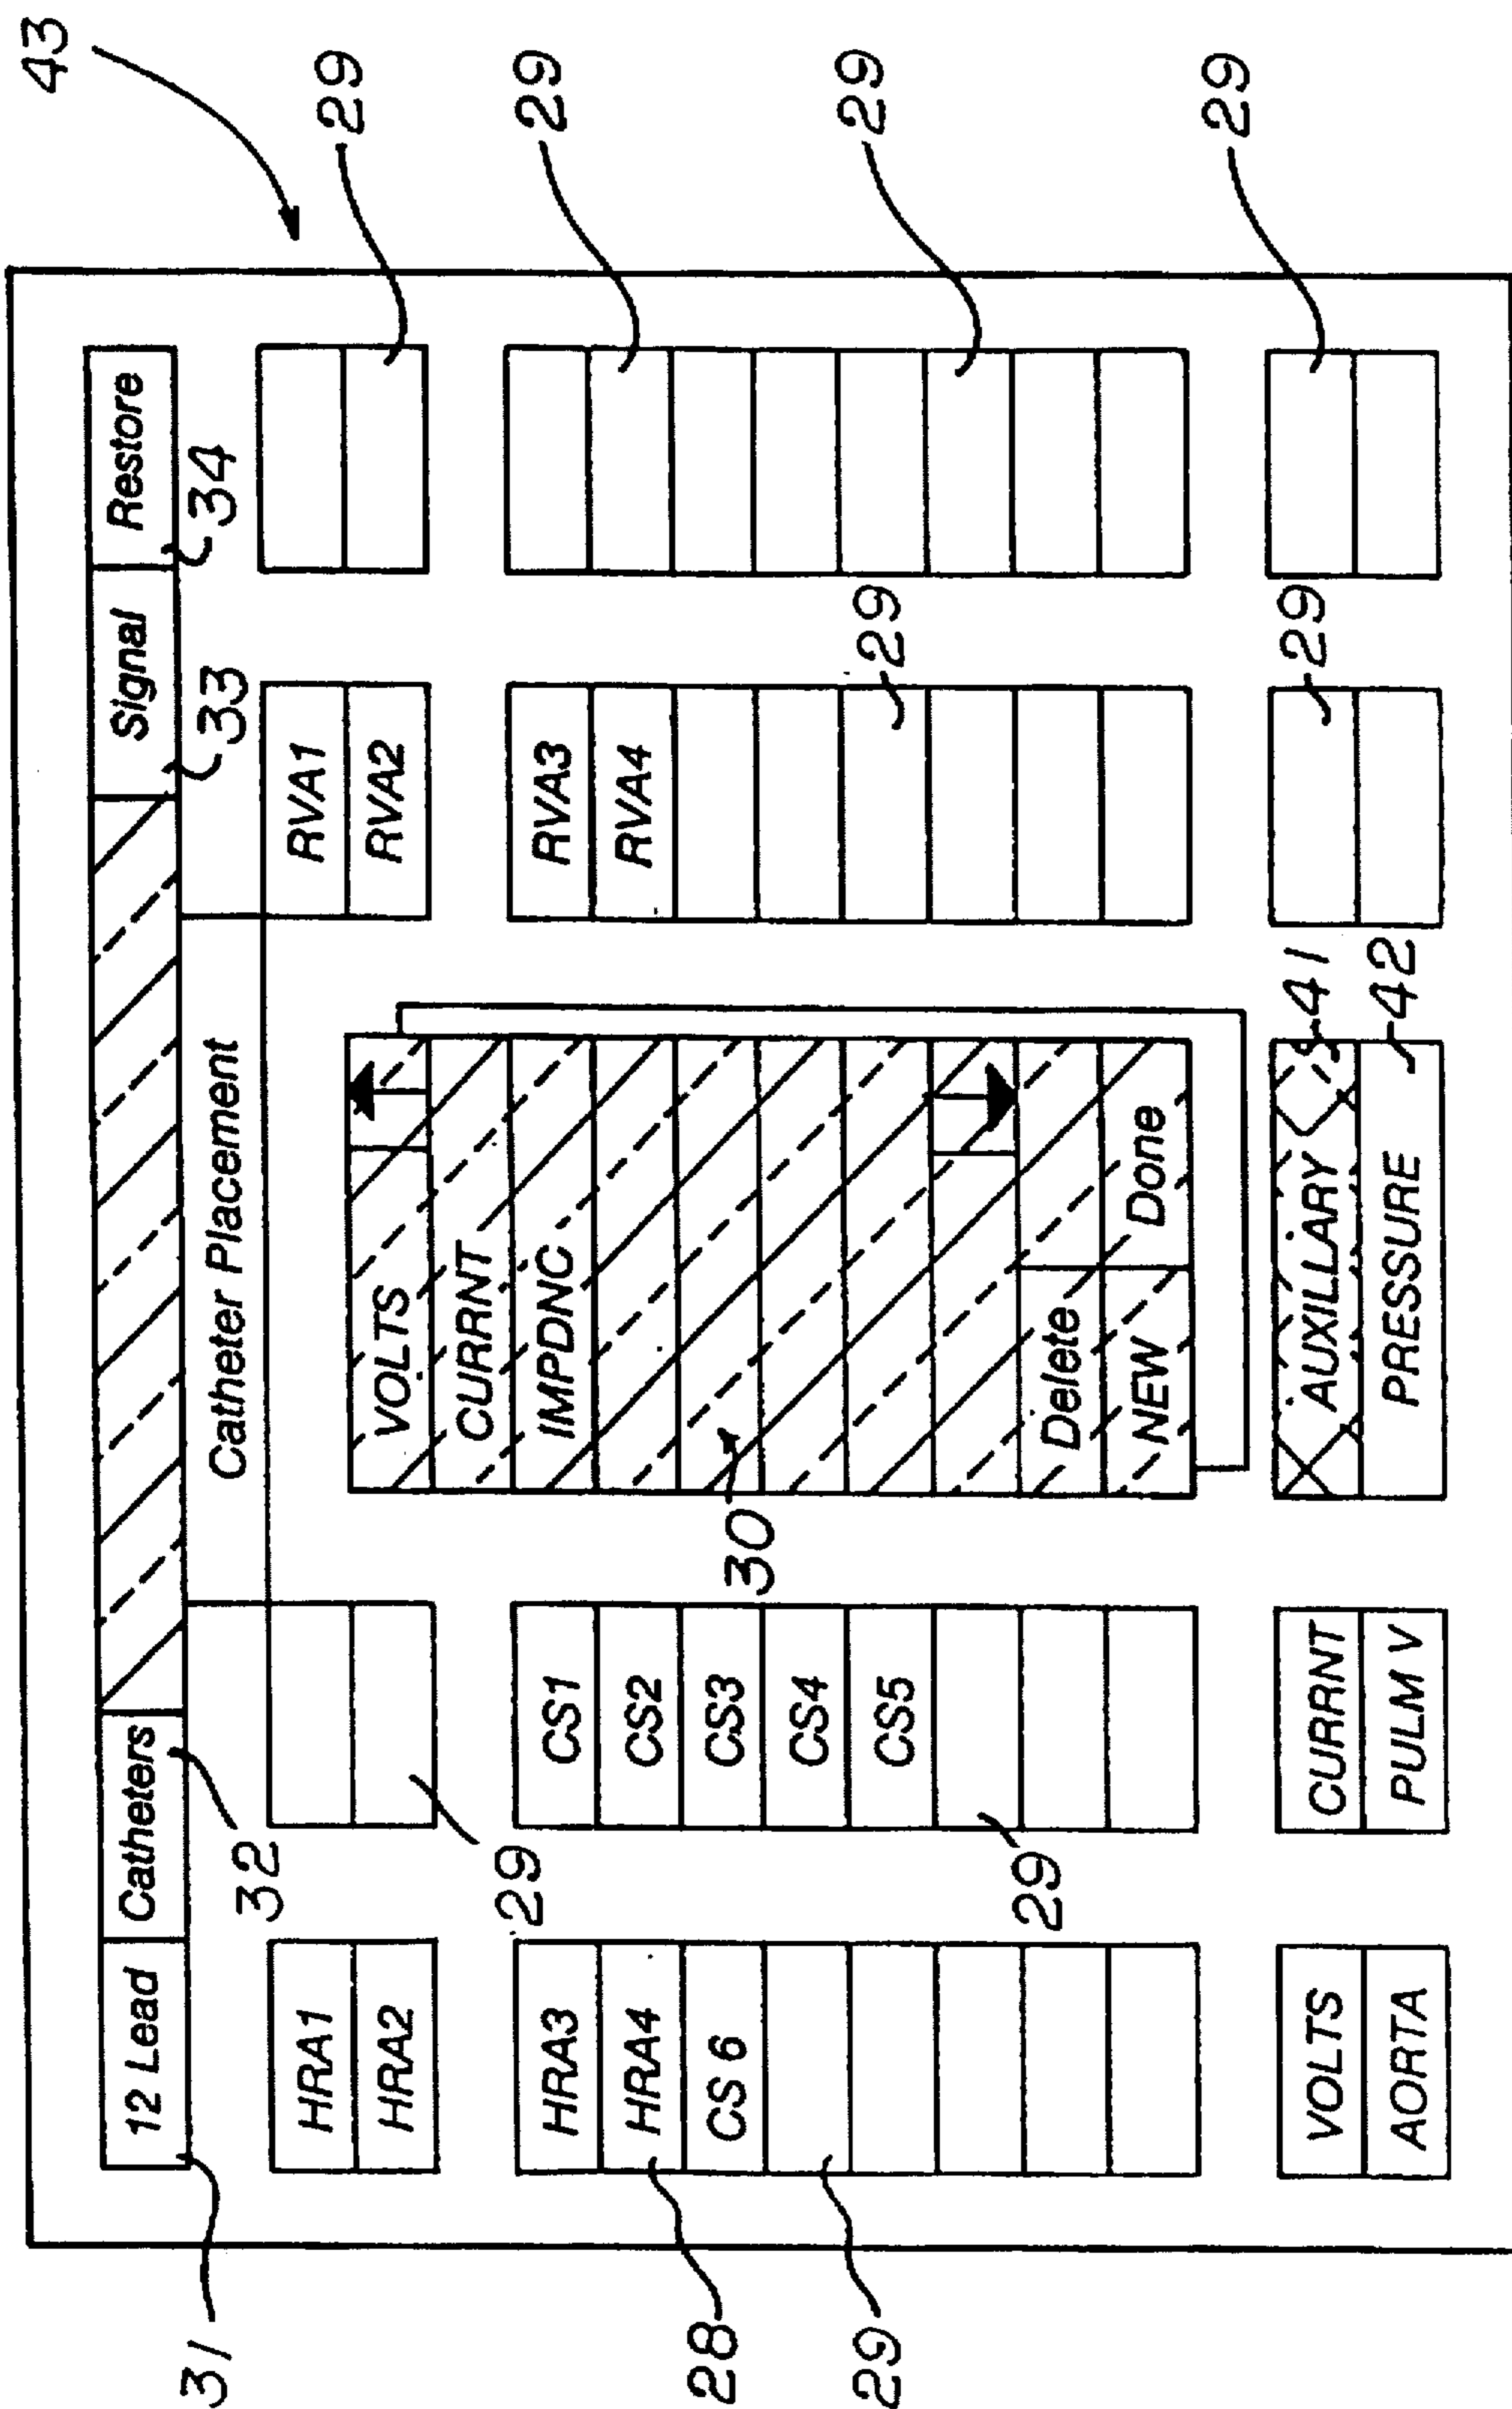 43
12 Lead Catheters Signal Restore
31 32 33 34
Catheter Placement
HRA1 RVA1 29
HRA2 29 RVA2
HRA3 CS1 RVA3 29
HRA4 CS2 RVA4
28
CS 6 CS3
CS4
29
CS5 29 29
29
VOLTS
CURRNT
IMPDNC
30
Delete
NEW Done
VOLTS CURRNT AUXILLARY 41 29 29
AORTA PULM V PRESSURE 42